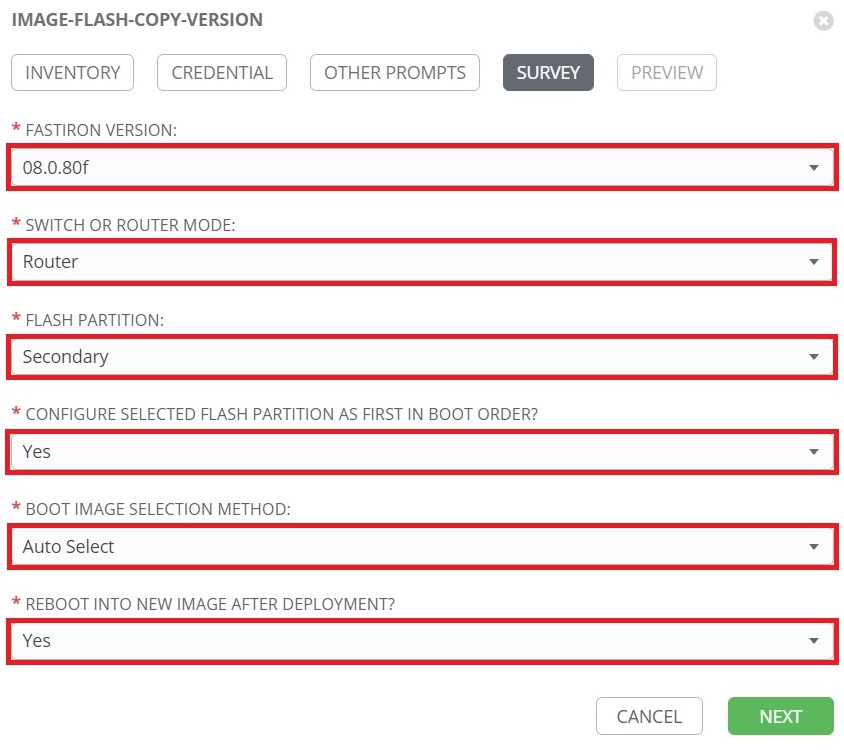 IMAGE-FLASH-COPY-VERSION
INVENTORY CREDENTIAL OTHER PROMPTS SURVEY PREVIEW
* FASTIRON VERSION:
08.0.80f
* SWITCH OR ROUTER MODE:
Router
* FLASH PARTITION:
Secondary
* CONFIGURE SELECTED FLASH PARTITION AS FIRST IN BOOT ORDER?
Yes
* BOOT IMAGE SELECTION METHOD:
Auto Select
* REBOOT INTO NEW IMAGE AFTER DEPLOYMENT?
Yes
CANCEL NEXT